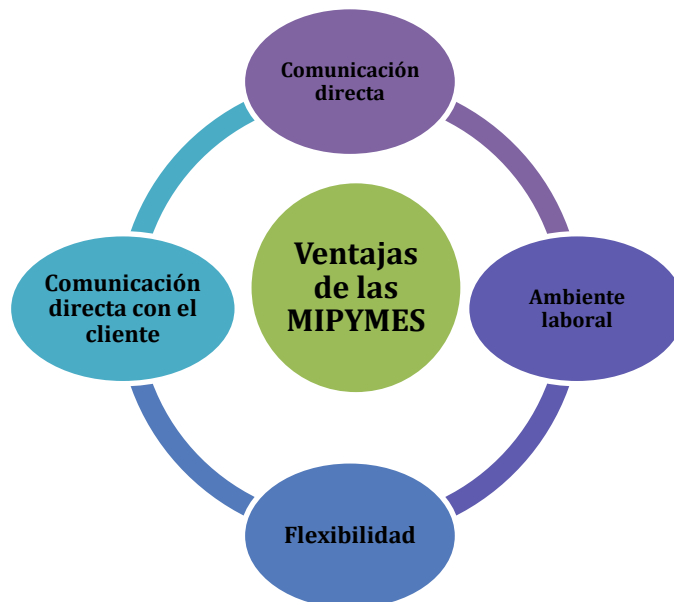 Comunicación
directa
Ventajas
de las
MIPYMES
Comunicación
directa con el
cliente
Ambiente
laboral
Flexibilidad